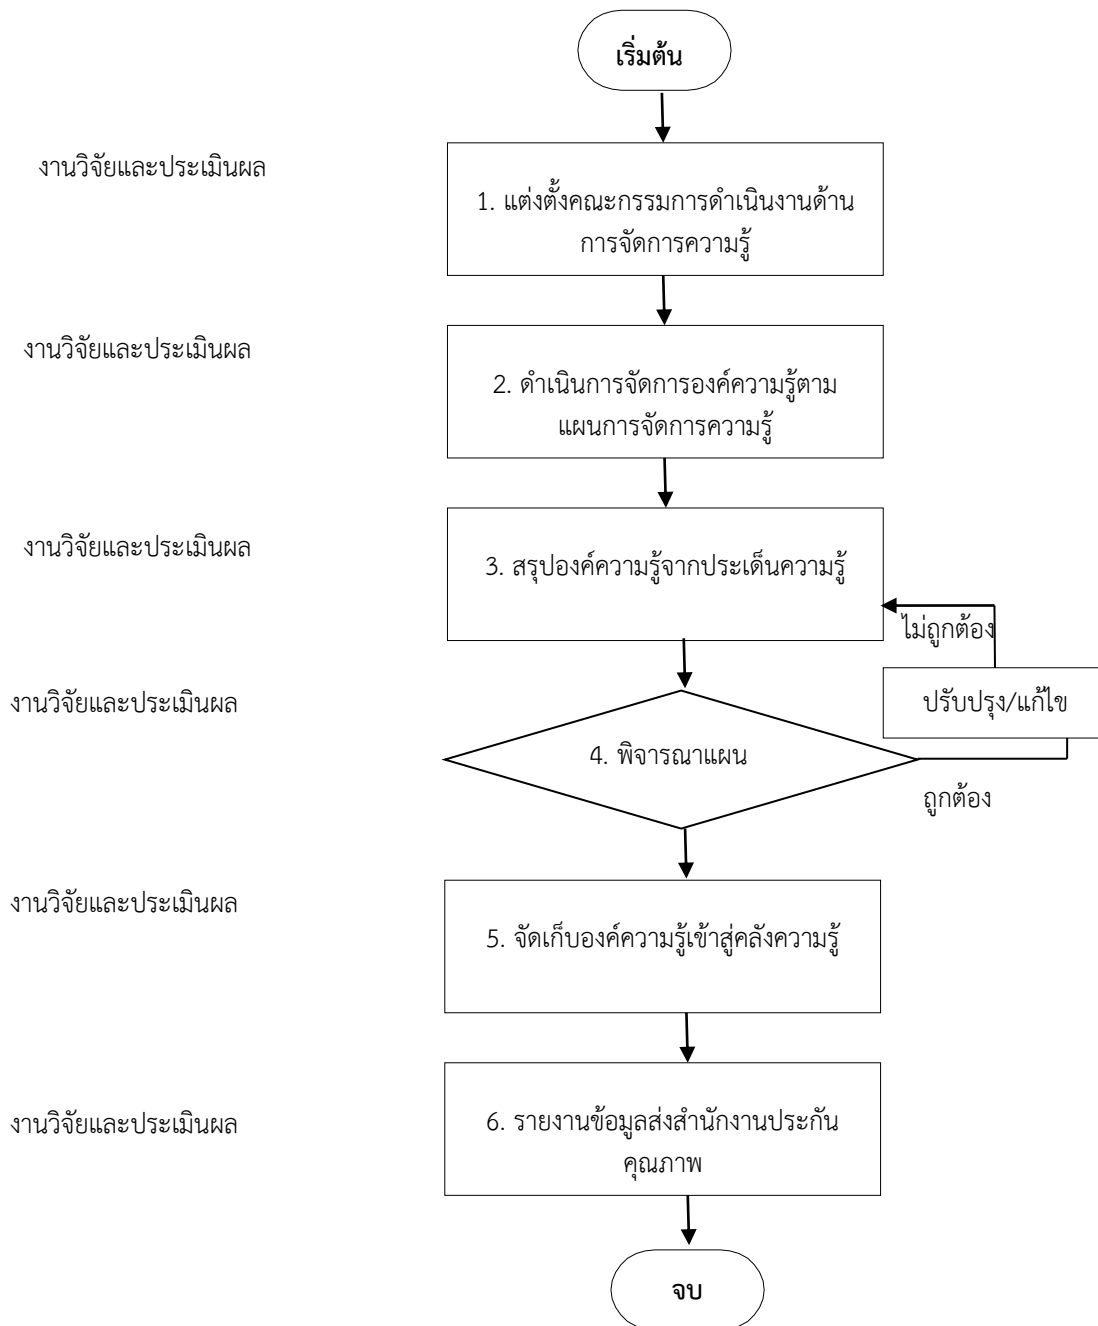 เริ่มต้น
งานวิจัยและประเมินผล
1. แต่งตั้งคณะกรรมการดำเนินงานด้าน
การจัดการความรู้
งานวิจัยและประเมินผล
2. ดำเนินการจัดการองค์ความรู้ตาม
แผนการจัดการความรู้
งานวิจัยและประเมินผล
3. สรุปองค์ความรู้จากประเด็นความรู้
ไม่ถูกต้อง
งานวิจัยและประเมินผล
ปรับปรุง/แก้ไข
4. พิจารณาแผน
ถูกต้อง
งานวิจัยและประเมินผล
5. จัดเก็บองค์ความรู้เข้าสู่คลังความรู้
งานวิจัยและประเมินผล
6. รายงานข้อมูลส่งสำนักงานประกัน
คุณภาพ
จบ